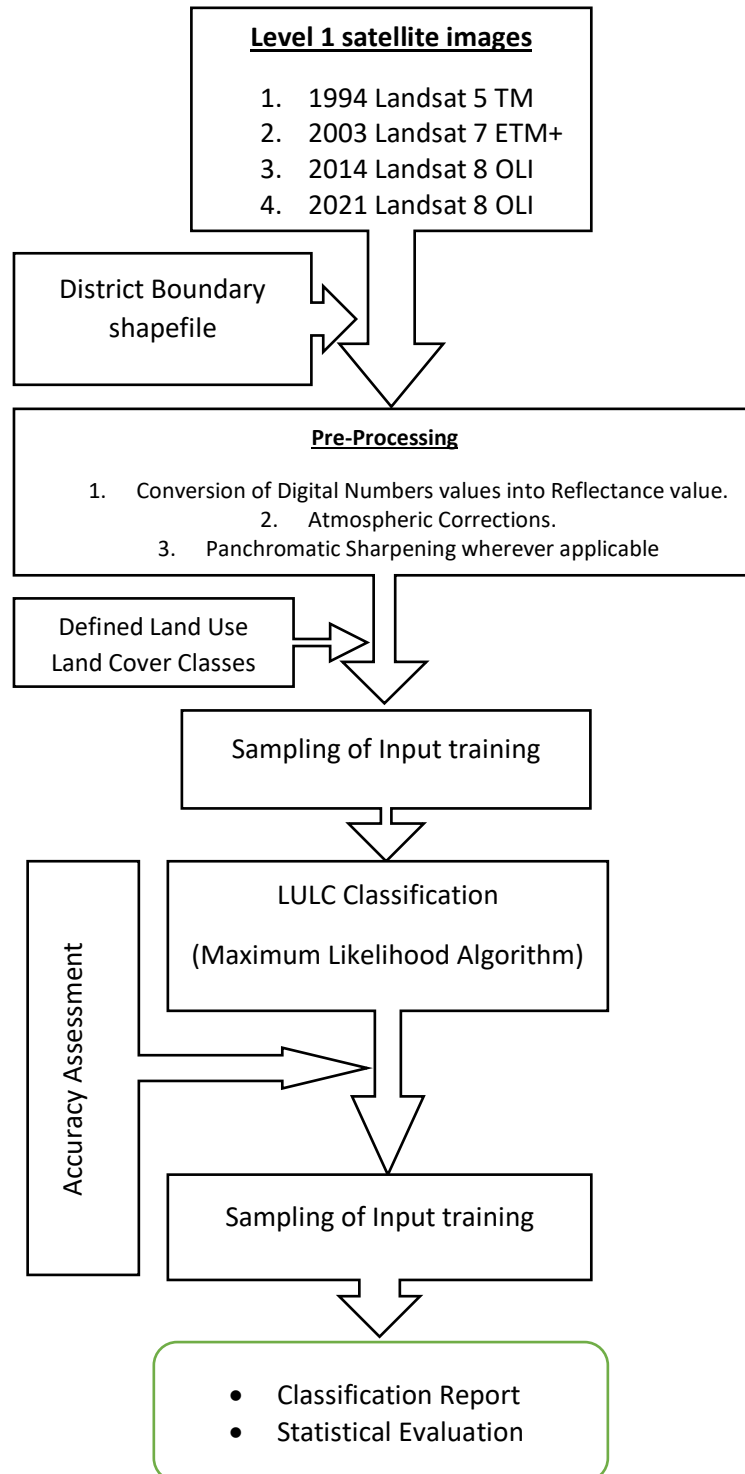 Level 1 satellite images
1. 1994 Landsat 5 TM
2. 2003 Landsat 7 ETM+
3. 2014 Landsat 8 OLI
4. 2021 Landsat 8 OLI
District Boundary
shapefile
Pre-Processing
1. Conversion of Digital Numbers values into Reflectance value.
2. Atmospheric Corrections.
3. Panchromatic Sharpening wherever applicable
Defined Land Use
Land Cover Classes
Sampling of Input training
LULC Classification
(Maximum Likelihood Algorithm)
Accuracy Assessment
Sampling of Input training
• Classification Report
• Statistical Evaluation